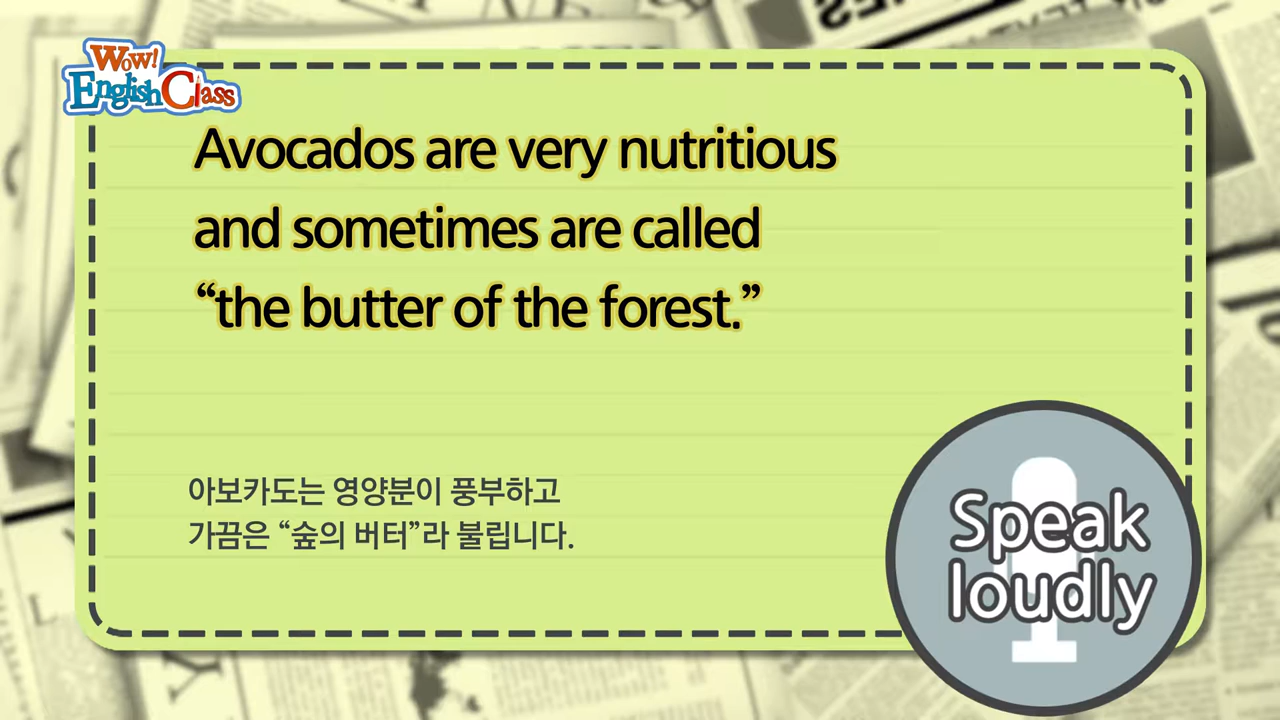 Wow!
English Class
Avocados are very nutritious
and sometimes are called
“the butter of the forest.”
아보카도는 영양분이 풍부하고
가끔은 “숲의 버터”라 불립니다.
Speak
loudly